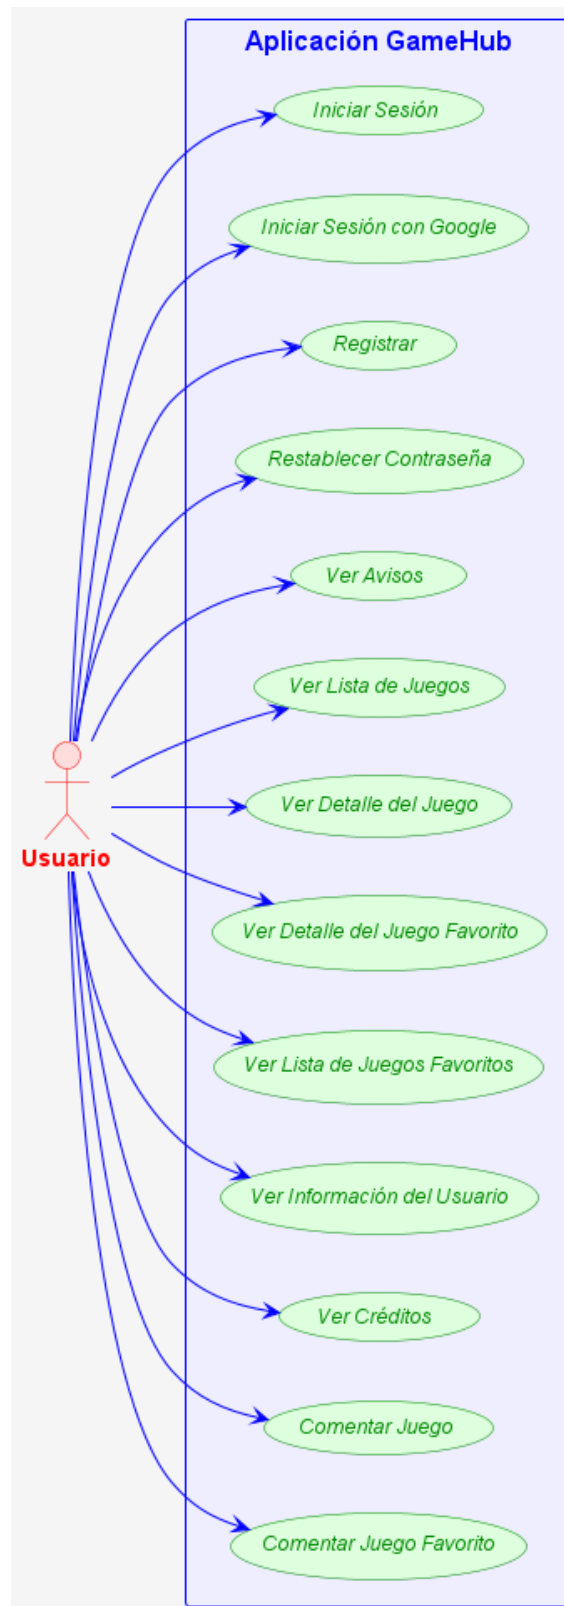 Aplicación GameHub
Iniciar Sesión
Iniciar Sesión con Google
Registrar
Restablecer Contraseña
Ver Avisos
Ver Lista de Juegos
Ver Detalle del Juego
Usuario
Ver Detalle del Juego Favorito
Ver Lista de Juegos Favoritos
Ver Información del Usuario
Ver Créditos
Comentar Juego
Comentar Juego Favorito